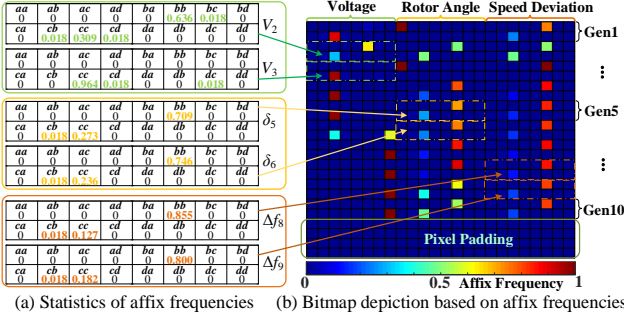 Voltage Rotor Angle Speed Deviation
aa ab ac ad ba bb bc bd
0 0 0 0 0 0.636 0.018 0
ca cb cc cd da db dc dd
0 0.018 0309 0.018 0 0 0 0
V2
aa ab ac ad ba bb bc bd
0 0 0 0 0 0 0 0
ca cb cc cd da db dc dd
0 0 0.964 0.018 0 0 0.018 0
V3
aa ab ac ad ba bb bc bd
0 0 0 0 0 0.709 0 0
ca cb cc cd da db dc dd
0 0.018 0.273 0 0 0 0 0
δ5
aa ab ac ad ba bb bc bd
0 0 0 0 0 0.746 0 0
ca cb cc cd da db dc dd
0 0.018 0.236 0 0 0 0 0
δ6
aa ab ac ad ba bb bc bd
0 0 0 0 0 0.855 0 0
ca cb cc cd da db dc dd
0 0.018 0.127 0 0 0 0 0
Δf8
aa ab ac ad ba bb bc bd
0 0 0 0 0 0.800 0 0
ca cb cc cd da db dc dd
0 0.018 0.182 0 0 0 0 0
Δf9
Gen1
...
Gen5
...
Gen10
Pixel Padding
Affix Frequency
0 0.5 1
(a) Statistics of affix frequencies
(b) Bitmap depiction based on affix frequencies